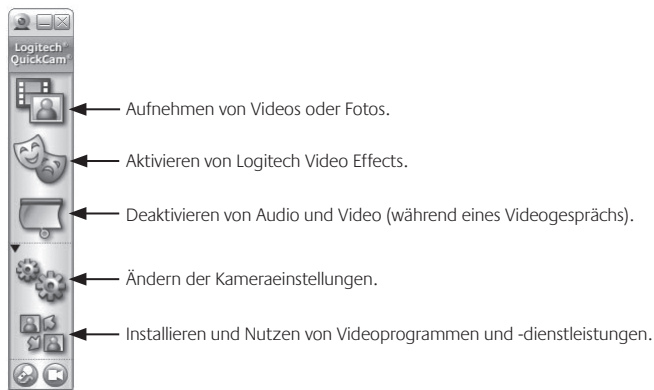 Logitech®
QuickCam®
Aufnehmen von Videos oder Fotos.
Aktivieren von Logitech Video Effects.
Deaktivieren von Audio und Video (während eines Videogesprächs).
Ändern der Kameraeinstellungen.
Installieren und Nutzen von Videoprogrammen und -dienstleistungen.